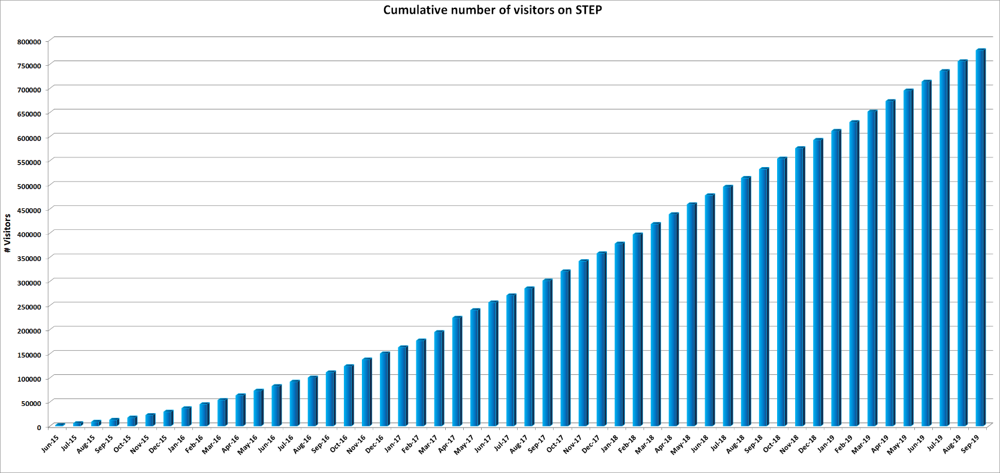 Cumulative number of visitors on STEP
800000
750000
700000
650000
600000
550000
500000
450000
400000
350000
300000
250000
200000
150000
100000
50000
0
# Visitors
Jun-15
Jul-15
Aug-15
Sep-15
Oct-15
Nov-15
Dec-15
Jan-16
Feb-16
Mar-16
Apr-16
May-16
Jun-16
Jul-16
Aug-16
Sep-16
Oct-16
Nov-16
Dec-16
Jan-17
Feb-17
Mar-17
Apr-17
May-17
Jun-17
Jul-17
Aug-17
Sep-17
Oct-17
Nov-17
Dec-17
Jan-18
Feb-18
Mar-18
Apr-18
May-18
Jun-18
Jul-18
Aug-18
Sep-18
Oct-18
Nov-18
Dec-18
Jan-19
Feb-19
Mar-19
Apr-19
May-19
Jun-19
Jul-19
Aug-19
Sep-19